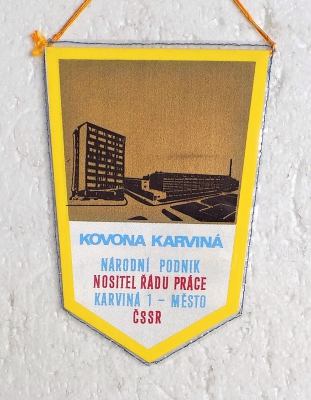 KOVONA KARVINÁ
NÁRODNÍ PODNIK
NOSITEL ŘÁDU PRÁCE
KARVINÁ 1 - MĚSTO
ČSSR